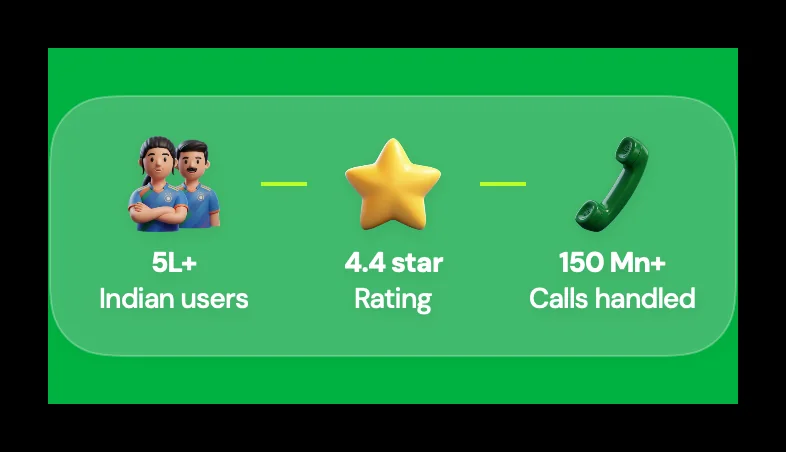 5L+
Indian users
4.4 star
Rating
150 Mn+
Calls handled